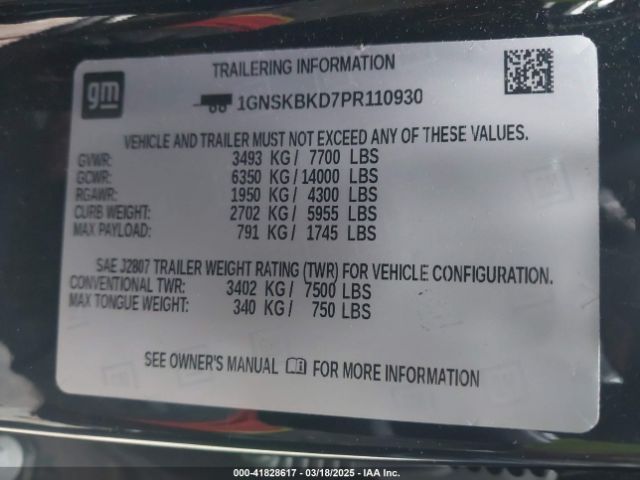 gm
TRAILERING INFORMATION
1GNSKBKD7PR110930
VEHICLE AND TRAILER MUST NOT EXCEED ANY OF THESE VALUES.
GVWR: 3493 KG / 7700 LBS
GCWR: 6350 KG / 14000 LBS
RGAWR: 1950 KG / 4300 LBS
CURB WEIGHT: 2702 KG / 5955 LBS
MAX PAYLOAD: 791 KG / 1745 LBS
SAE J2807 TRAILER WEIGHT RATING (TWR) FOR VEHICLE CONFIGURATION.
CONVENTIONAL TWR: 3402 KG / 7500 LBS
MAX TONGUE WEIGHT: 340 KG / 750 LBS
SEE OWNER'S MANUAL FOR MORE INFORMATION
000-41828617 — 03/18/2025 — IAA Inc.